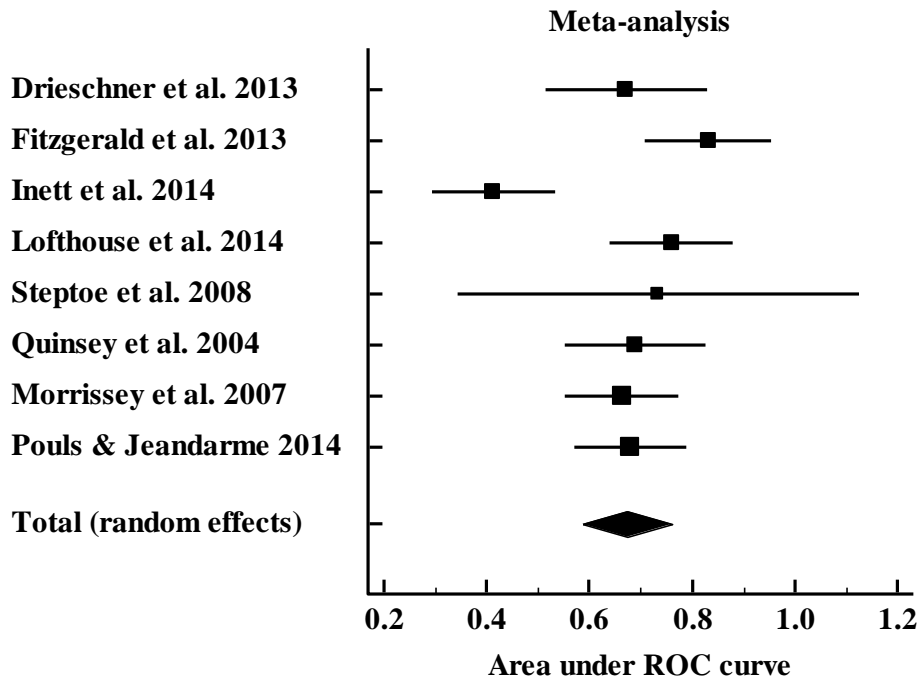 Meta-analysis
Drieschner et al. 2013
Fitzgerald et al. 2013
Inett et al. 2014
Lofthouse et al. 2014
Steptoe et al. 2008
Quinsey et al. 2004
Morrissey et al. 2007
Pouls & Jeandarme 2014
Total (random effects)
0.2 0.4 0.6 0.8 1.0 1.2
Area under ROC curve